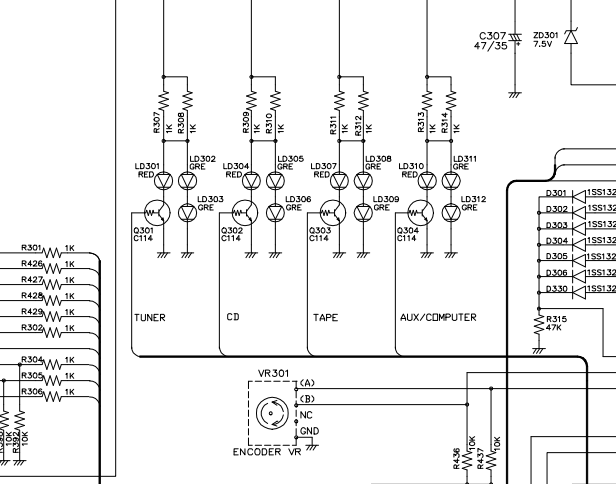 C307
47/35
ZD301
7.5V
R307
1K
R308
1K
R309
1K
R310
1K
R311
1K
R312
1K
R313
1K
R314
1K
LD301
RED
LD302
GRE
LD304
RED
LD305
GRE
LD307
RED
LD308
GRE
LD310
RED
LD311
GRE
LD303
GRE
LD306
GRE
LD309
GRE
LD312
GRE
Q301
C114
Q302
C114
Q303
C114
Q304
C114
D301 1SS132
D302 1SS132
D303 1SS132
D304 1SS132
D305 1SS132
D306 1SS132
D330 1SS132
R315
47K
R301 1K
R426 1K
R427 1K
R428 1K
R429 1K
R302 1K
R304 1K
R305 1K
R306 1K
10K
R392
10K
TUNER
CD
TAPE
AUX/COMPUTER
VR301
(A)
(B)
NC
GND
ENCODER VR
R436
10K
R437
10K